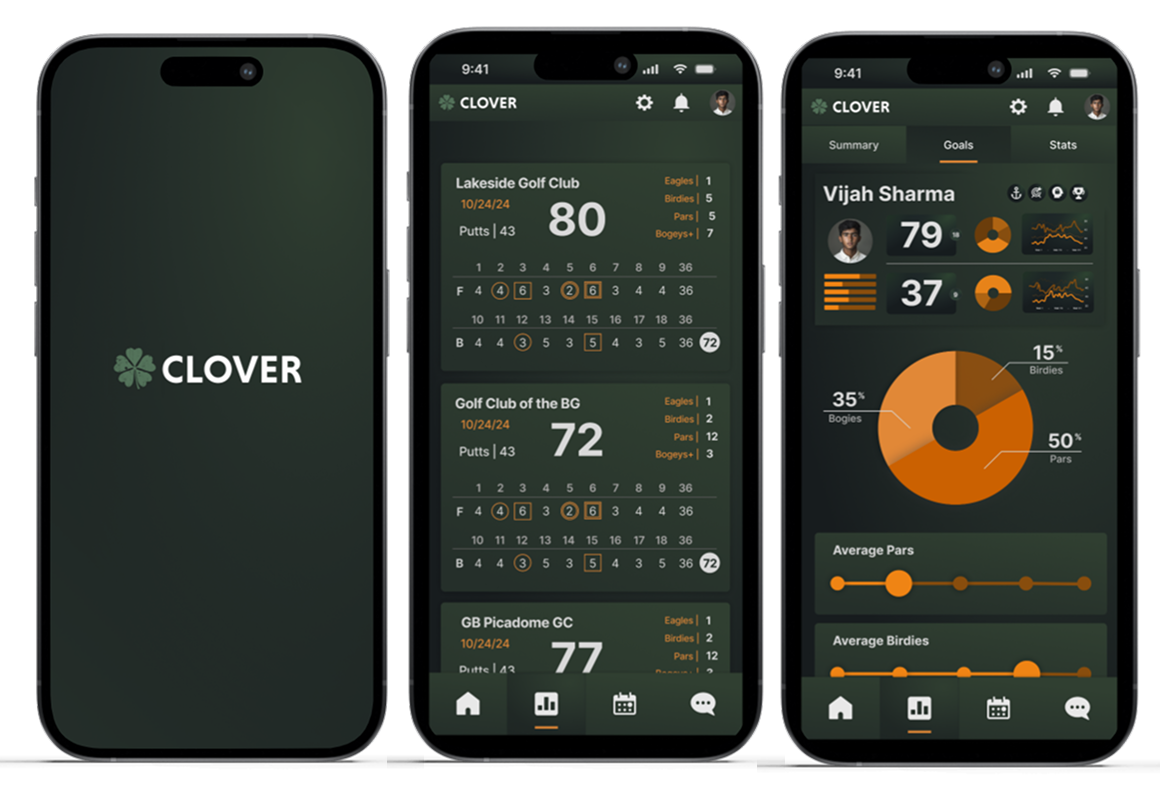 CLOVER
9:41
CLOVER
Lakeside Golf Club
10/24/24
Putts | 43
80
Eagles | 1
Birdies | 5
Pars | 5
Bogeys+ | 7
1 2 3 4 5 6 7 8 9 36
F 4 4 6 3 2 6 3 4 4 36
10 11 12 13 14 15 16 17 18 36
B 4 4 3 5 3 5 4 3 5 36 72
Golf Club of the BG
10/24/24
Putts | 43
72
Eagles | 1
Birdies | 2
Pars | 12
Bogeys+ | 3
1 2 3 4 5 6 7 8 9 36
F 4 4 6 3 2 6 3 4 4 36
10 11 12 13 14 15 16 17 18 36
B 4 4 3 5 3 5 4 3 5 36 72
GB Picadome GC
10/24/24
Putts | 43
77
Eagles | 1
Birdies | 2
Pars | 12
9:41
CLOVER
Summary Goals Stats
Vijah Sharma
79 18
37 9
15% Birdies
35% Bogies
50% Pars
Average Pars
Average Birdies